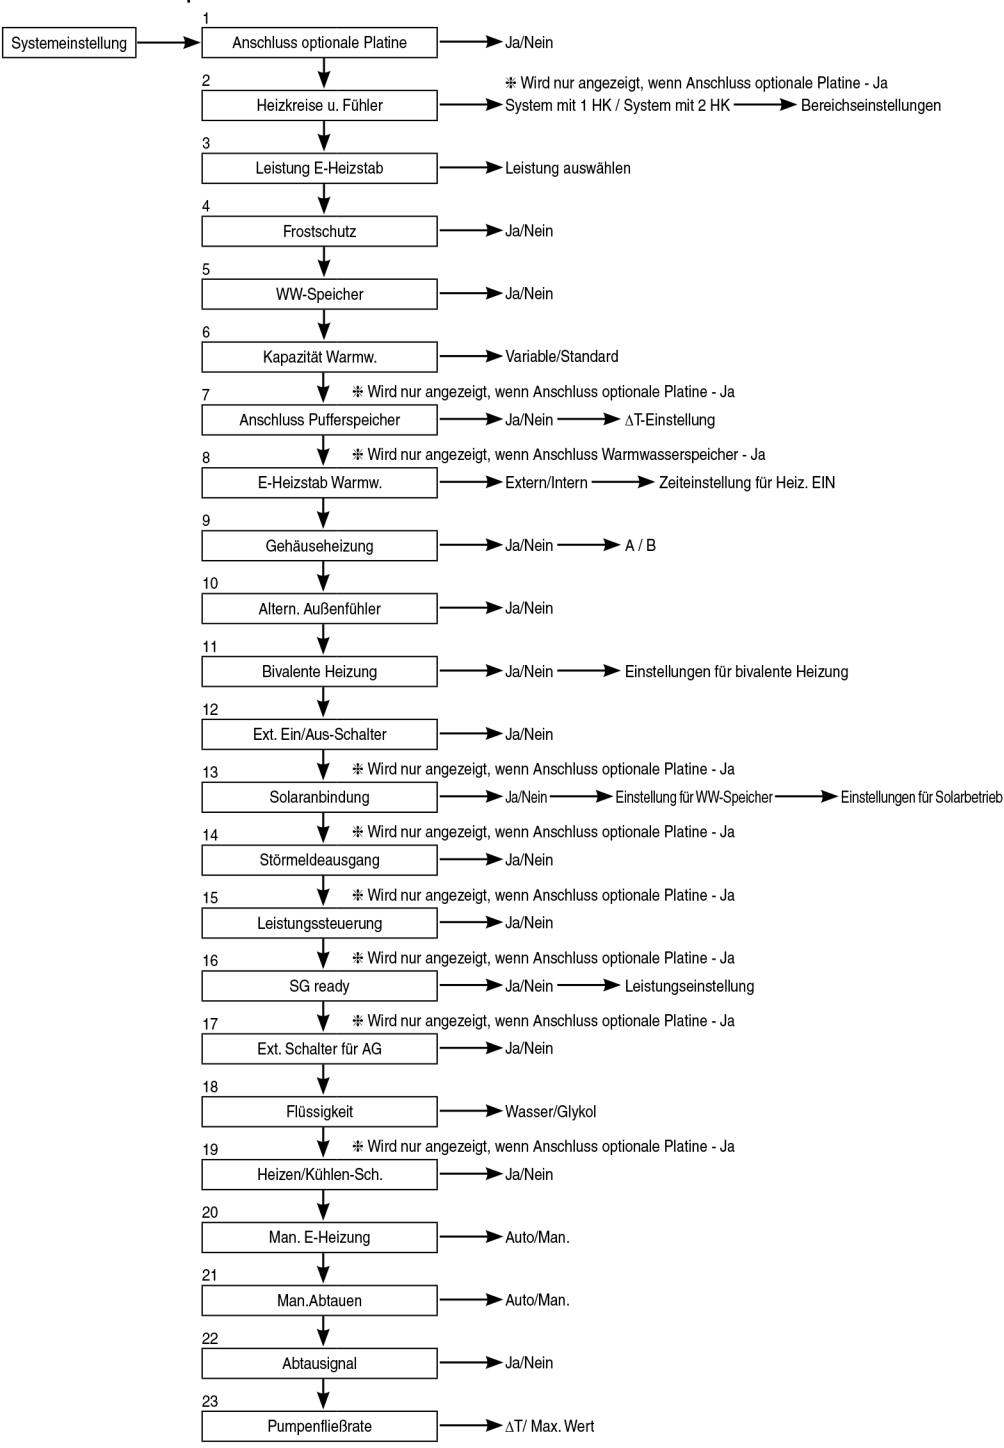 1
Systemeinstellung Anschluss optionale Platine Ja/Nein
2 ❈ Wird nur angezeigt, wenn Anschluss optionale Platine - Ja
Heizkreise u. Fühler System mit 1 HK / System mit 2 HK Bereichseinstellungen
3
Leistung E-Heizstab Leistung auswählen
4
Frostschutz Ja/Nein
5
WW-Speicher Ja/Nein
6
Kapazität Warmw. Variable/Standard
7 ❈ Wird nur angezeigt, wenn Anschluss optionale Platine - Ja
Anschluss Pufferspeicher Ja/Nein ΔT-Einstellung
8 ❈ Wird nur angezeigt, wenn Anschluss Warmwasserspeicher - Ja
E-Heizstab Warmw. Extern/Intern Zeiteinstellung für Heiz. EIN
9
Gehäuseheizung Ja/Nein A / B
10
Altern. Außenfühler Ja/Nein
11
Bivalente Heizung Ja/Nein Einstellungen für bivalente Heizung
12
Ext. Ein/Aus-Schalter Ja/Nein
13 ❈ Wird nur angezeigt, wenn Anschluss optionale Platine - Ja
Solaranbindung Ja/Nein Einstellung für WW-Speicher Einstellungen für Solarbetrieb
14 ❈ Wird nur angezeigt, wenn Anschluss optionale Platine - Ja
Störmeldeausgang Ja/Nein
15 ❈ Wird nur angezeigt, wenn Anschluss optionale Platine - Ja
Leistungssteuerung Ja/Nein
16 ❈ Wird nur angezeigt, wenn Anschluss optionale Platine - Ja
SG ready Ja/Nein Leistungseinstellung
17 ❈ Wird nur angezeigt, wenn Anschluss optionale Platine - Ja
Ext. Schalter für AG Ja/Nein
18
Flüssigkeit Wasser/Glykol
19 ❈ Wird nur angezeigt, wenn Anschluss optionale Platine - Ja
Heizen/Kühlen-Sch. Ja/Nein
20
Man. E-Heizung Auto/Man.
21
Man.Abtauen Auto/Man.
22
Abtausignal Ja/Nein
23
Pumpenfließrate ΔT/ Max. Wert